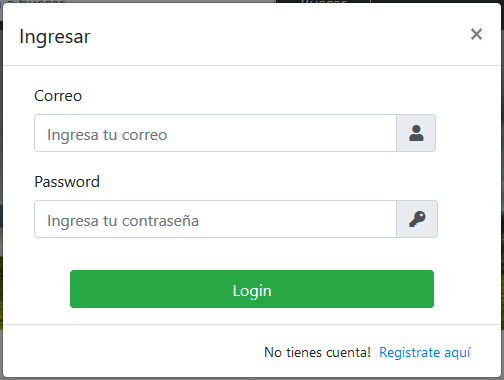 Ingresar ×
Correo
Ingresa tu correo
Password
Ingresa tu contraseña
Login
No tienes cuenta! Registrate aquí